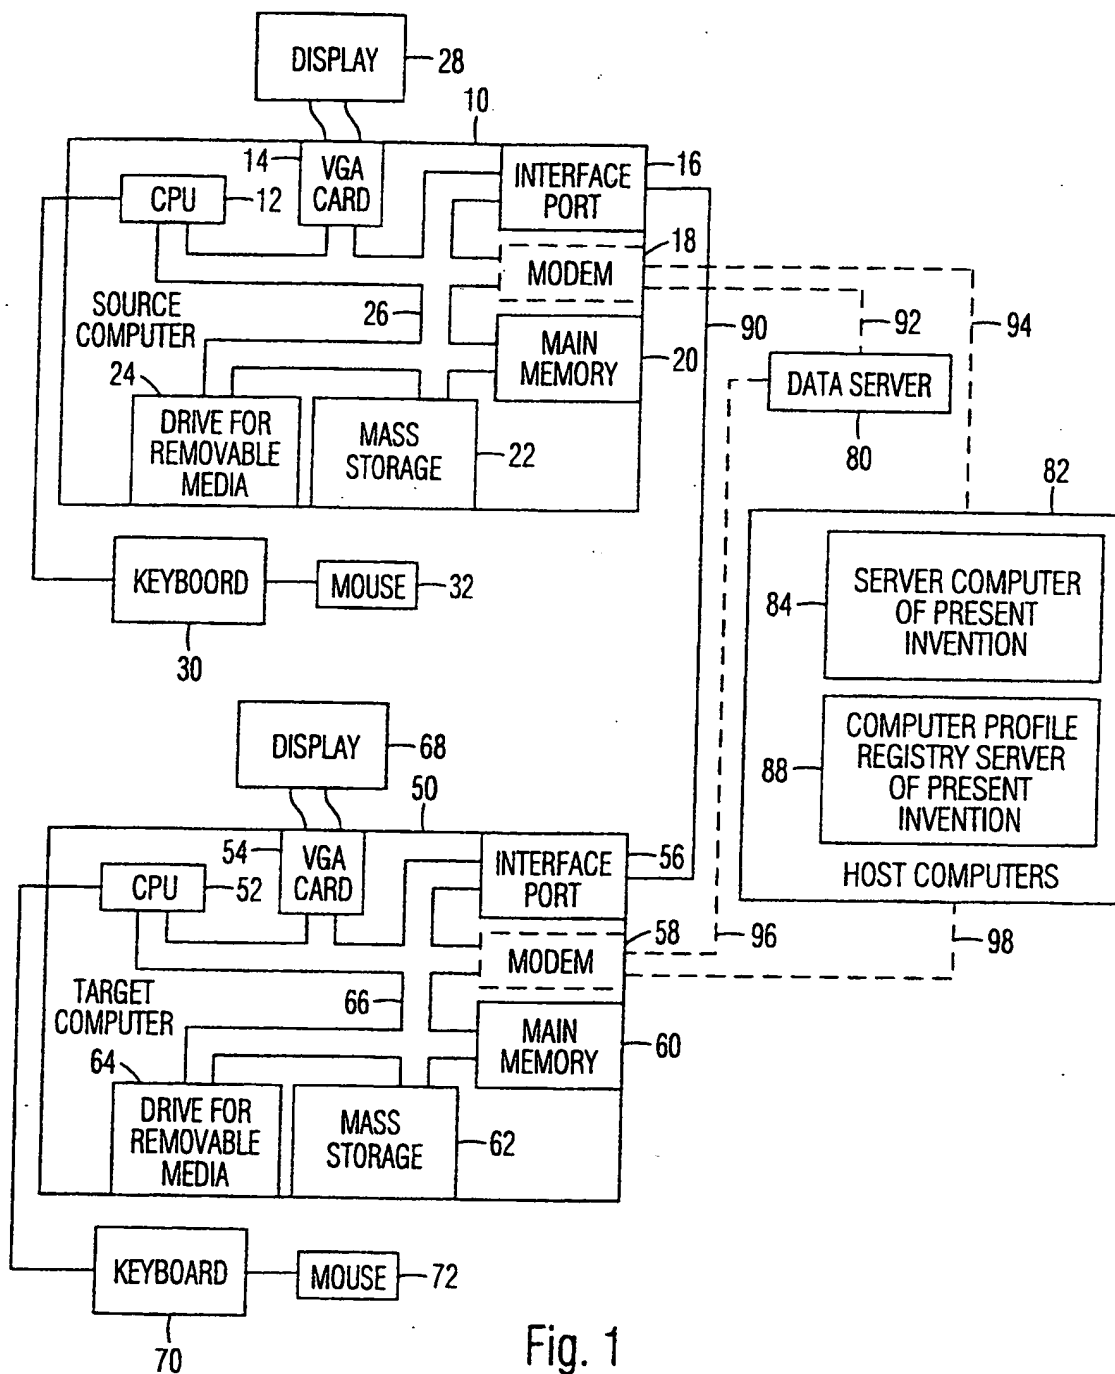 DISPLAY
28
10
14
VGA
CARD
INTERFACE
PORT
16
CPU
12
18
MODEM
SOURCE
COMPUTER
26
90
92
94
MAIN
MEMORY
20
DATA SERVER
80
24
DRIVE FOR
REMOVABLE
MEDIA
MASS
STORAGE
22
82
KEYBOORD
30
MOUSE
32
84
SERVER COMPUTER
OF PRESENT
INVENTION
88
COMPUTER PROFILE
REGISTRY SERVER
OF PRESENT
INVENTION
HOST COMPUTERS
DISPLAY
68
50
54
VGA
CARD
INTERFACE
PORT
56
CPU
52
58
MODEM
96
98
TARGET
COMPUTER
66
MAIN
MEMORY
60
64
DRIVE FOR
REMOVABLE
MEDIA
MASS
STORAGE
62
KEYBOARD
70
MOUSE
72
Fig. 1